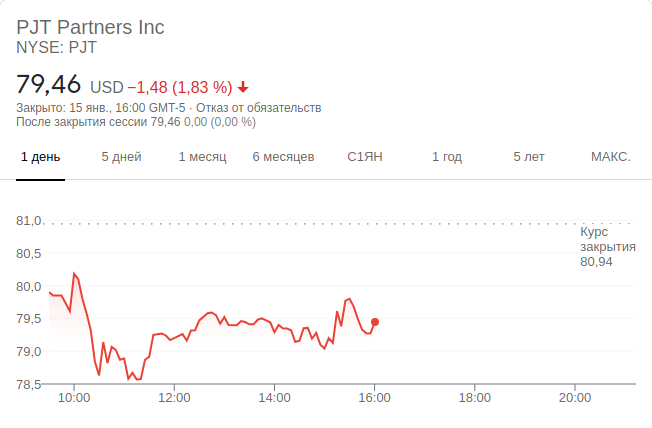 PJT Partners Inc
NYSE: PJT
79,46 USD −1,48 (1,83 %)
Закрыто: 15 янв., 16:00 GMT-5 · Отказ от обязательств
После закрытия сессии 79,46 0,00 (0,00 %)
1 день 5 дней 1 месяц 6 месяцев С1ЯН 1 год 5 лет МАКС.
81,0
Курс
закрытия
80,94
80,5
80,0
79,5
79,0
78,5
10:00 12:00 14:00 16:00 18:00 20:00